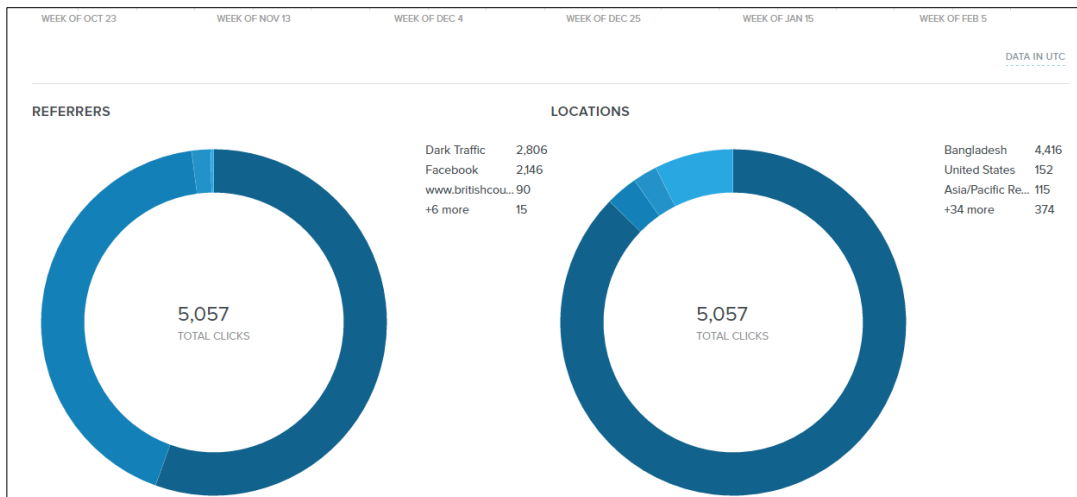 WEEK OF OCT 23
WEEK OF NOV 13
WEEK OF DEC 4
WEEK OF DEC 25
WEEK OF JAN 15
WEEK OF FEB 5
DATA IN UTC
REFERRERS
Dark Traffic 2,806
Facebook 2,146
www.britishcou... 90
+6 more 15
5,057
TOTAL CLICKS
LOCATIONS
Bangladesh 4,416
United States 152
Asia/Pacific Re... 115
+34 more 374
5,057
TOTAL CLICKS